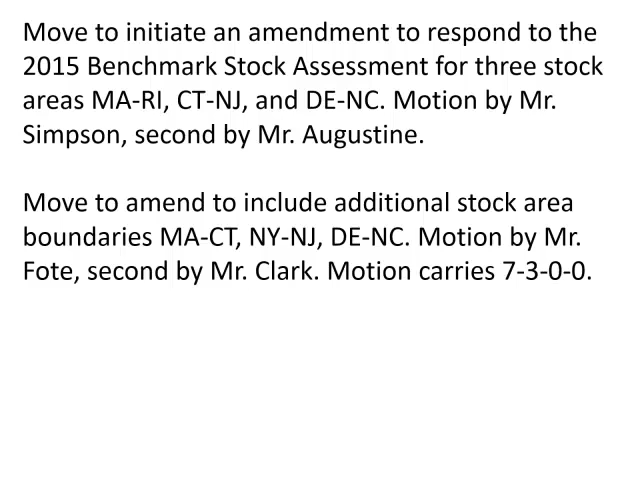 Move to initiate an amendment to respond to the
2015 Benchmark Stock Assessment for three stock
areas MA-RI, CT-NJ, and DE-NC. Motion by Mr.
Simpson, second by Mr. Augustine.
Move to amend to include additional stock area
boundaries MA-CT, NY-NJ, DE-NC. Motion by Mr.
Fote, second by Mr. Clark. Motion carries 7-3-0-0.